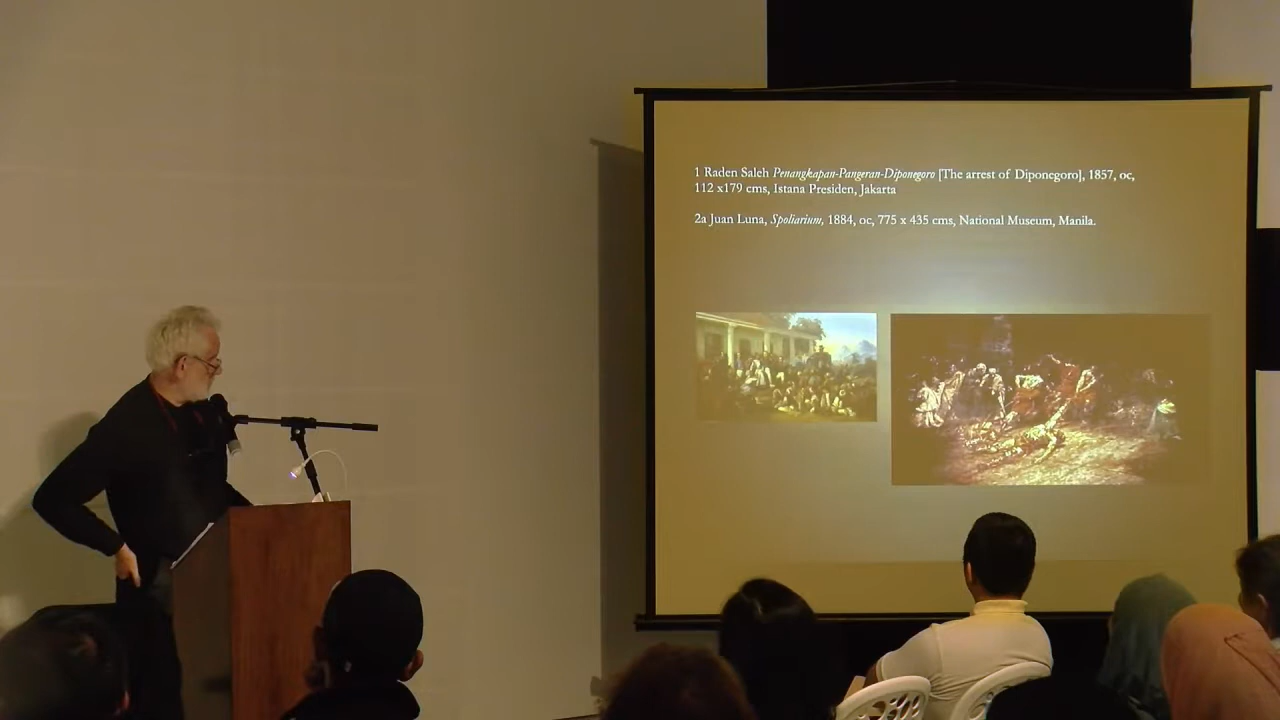 1 Raden Saleh Penangkapan-Pangeran-Diponegoro [The arrest of Diponegoro], 1857, oc,
112 x179 cms, Istana Presiden, Jakarta
2a Juan Luna, Spoliarium, 1884, oc, 775 x 435 cms, National Museum, Manila.